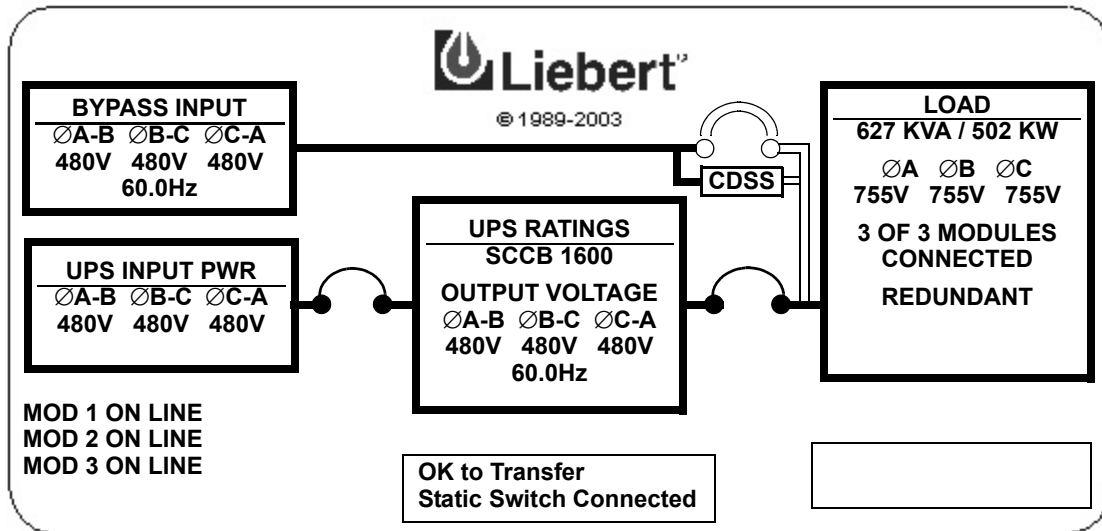 Liebert
© 1989-2003
BYPASS INPUT
∅A-B ∅B-C ∅C-A
480V 480V 480V
60.0Hz
UPS INPUT PWR
∅A-B ∅B-C ∅C-A
480V 480V 480V
MOD 1 ON LINE
MOD 2 ON LINE
MOD 3 ON LINE
CDSS
UPS RATINGS
SCCB 1600
OUTPUT VOLTAGE
∅A-B ∅B-C ∅C-A
480V 480V 480V
60.0Hz
OK to Transfer
Static Switch Connected
LOAD
627 KVA / 502 KW
∅A ∅B ∅C
755V 755V 755V
3 OF 3 MODULES
CONNECTED
REDUNDANT